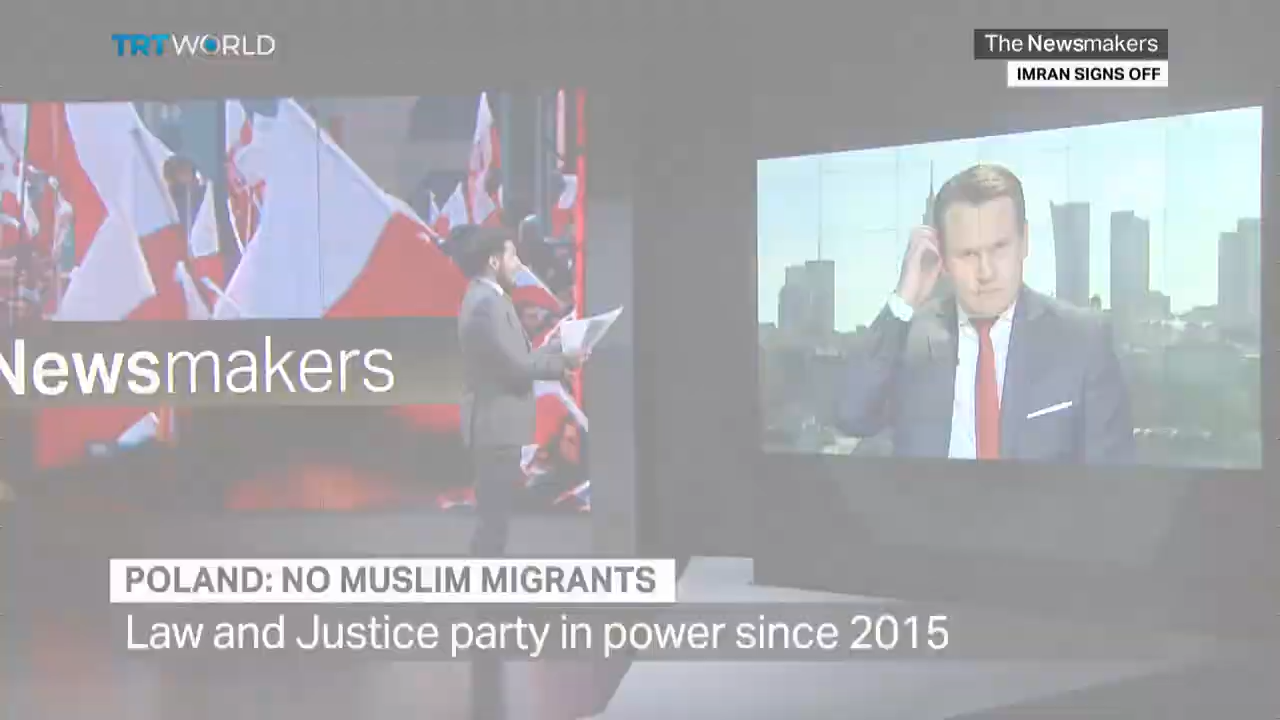 TRT WORLD
The Newsmakers
IMRAN SIGNS OFF
Newsmakers
POLAND: NO MUSLIM MIGRANTS
Law and Justice party in power since 2015